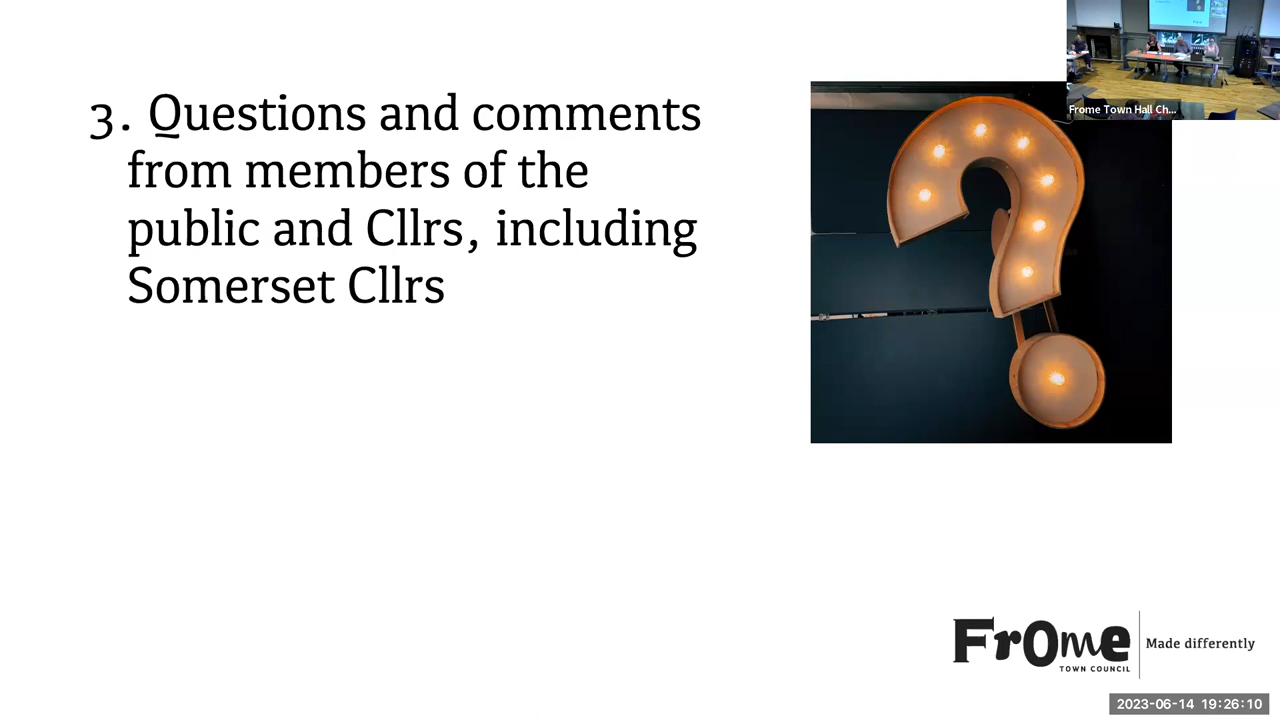 3. Questions and comments
from members of the
public and Cllrs, including
Somerset Cllrs
Frome Town Hall Ch...
Frome
TOWN COUNCIL
Made differently
2023-06-14 19:26:10